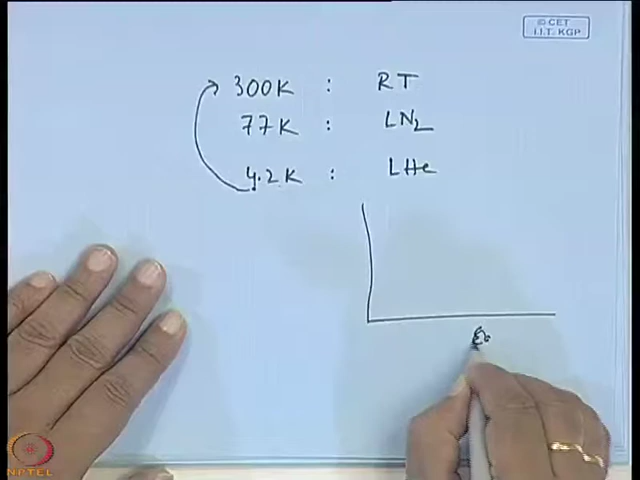 © CET
I.I.T. KGP
300K : RT
77K : LN₂
4.2K : LHe
NPTEL